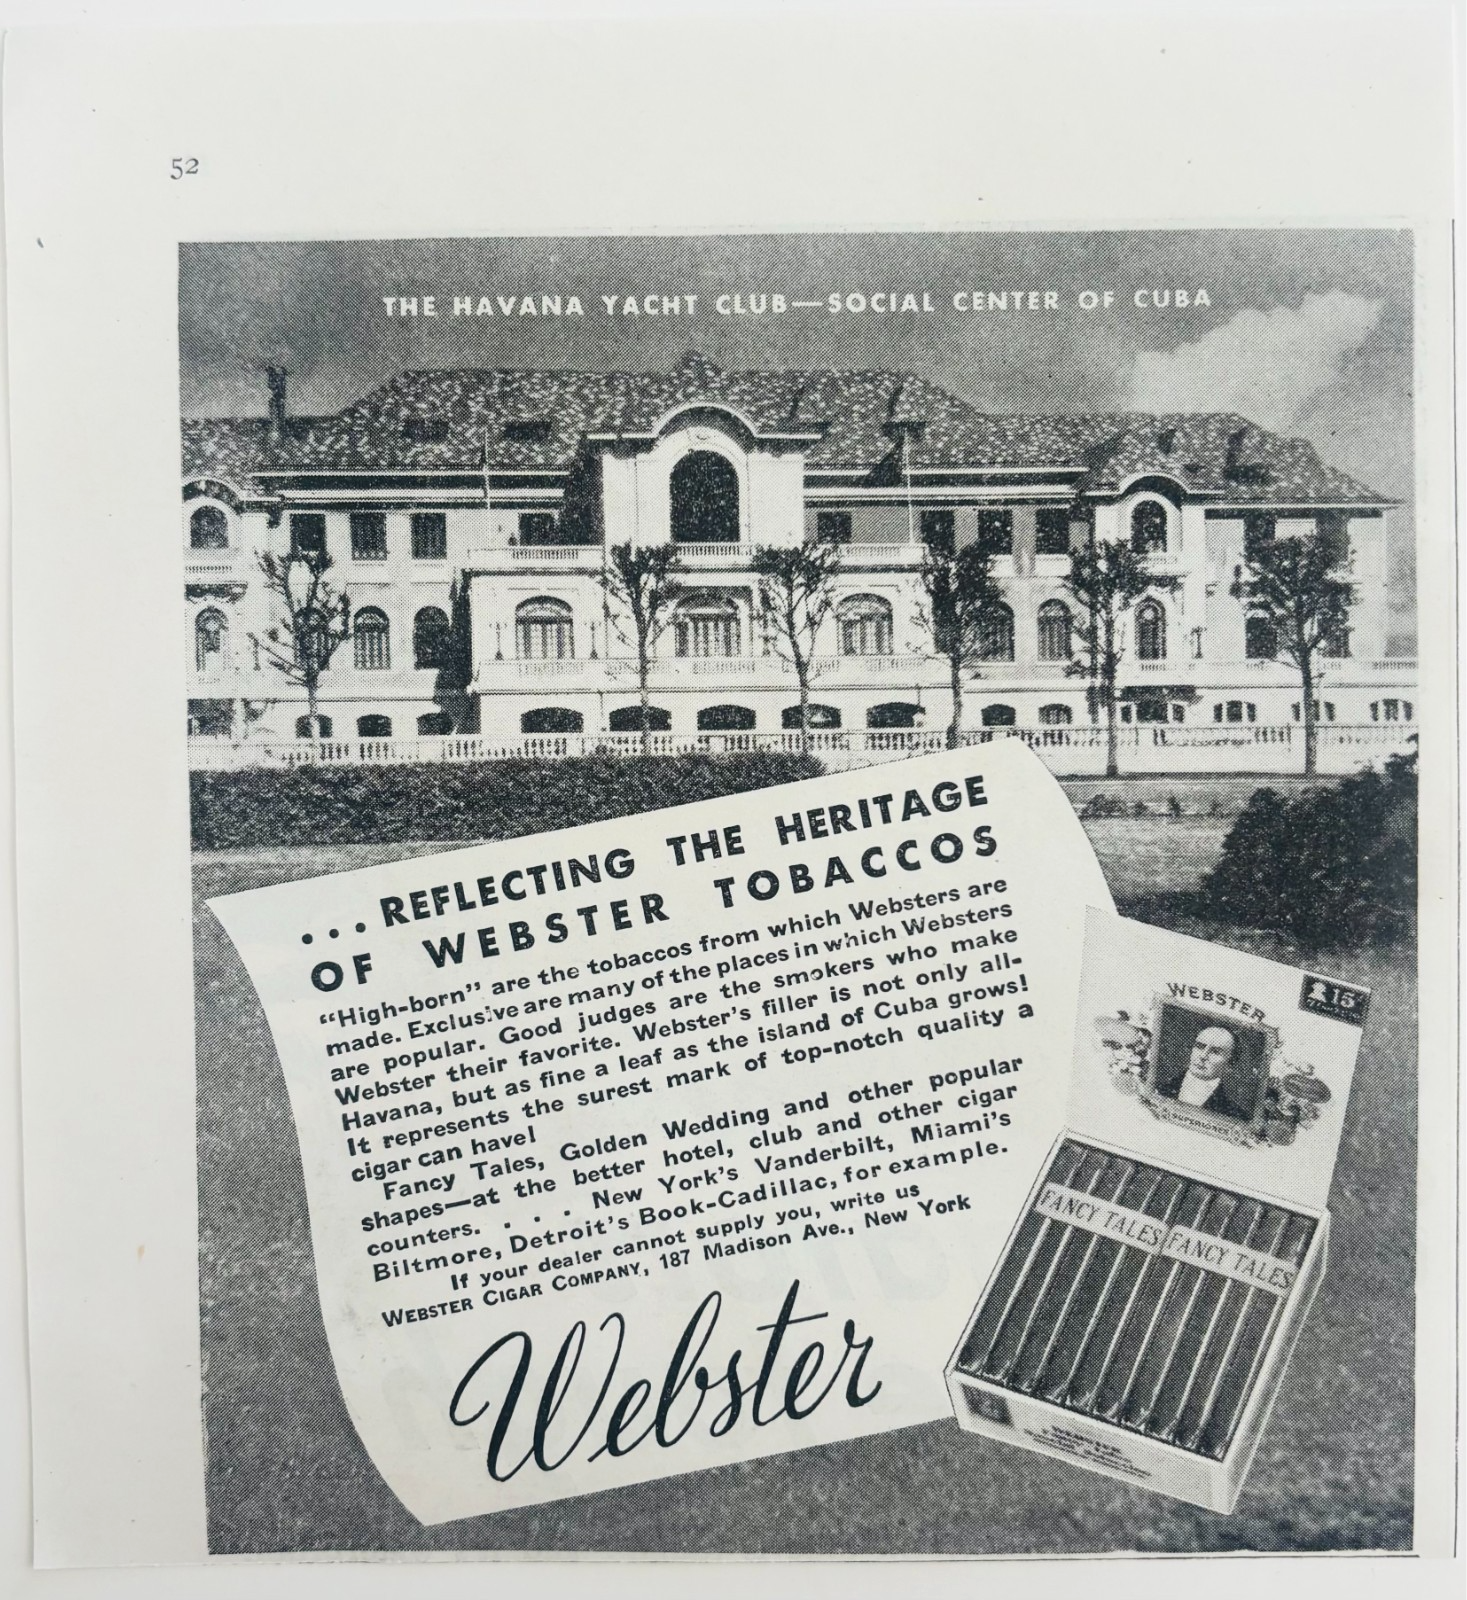 52
THE HAVANA YACHT CLUB—SOCIAL CENTER OF CUBA
...REFLECTING THE HERITAGE
OF WEBSTER TOBACCOS
“High-born” are the tobaccos from which Websters are
made. Exclusive are many of the places in which Websters
are popular. Good judges are the smokers who make
Webster their favorite. Webster's filler is not only all-
Havana, but as fine a leaf as the island of Cuba grows!
It represents the surest mark of top-notch quality a
cigar can have!
Fancy Tales, Golden Wedding and other popular
shapes—at the better hotel, club and other cigar
counters. . . . New York's Vanderbilt, Miami's
Biltmore, Detroit's Book-Cadillac, for example.
If your dealer cannot supply you, write us
WEBSTER CIGAR COMPANY, 187 Madison Ave., New York
Webster
WEBSTER
15¢
FANCY TALES FANCY TALES
WEBSTER